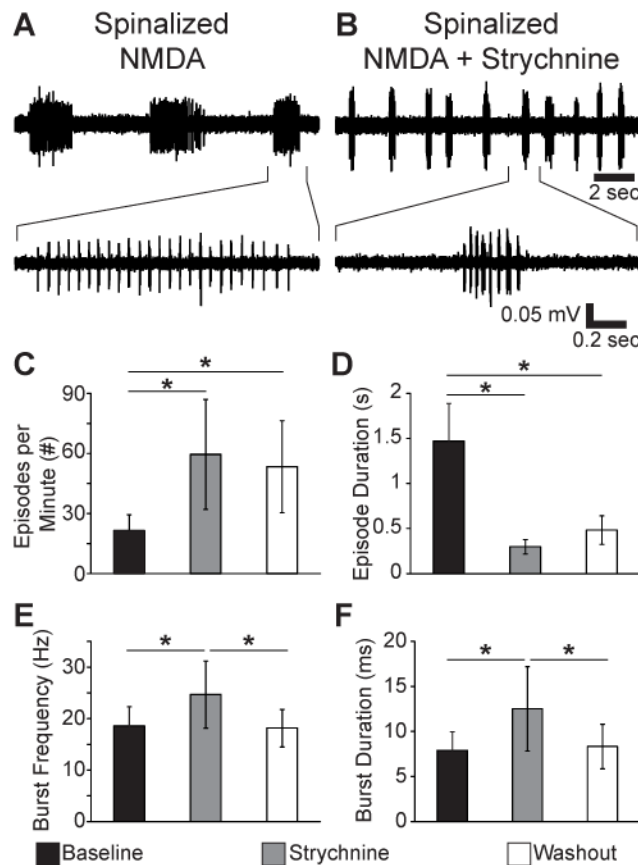 A Spinalized
NMDA
B Spinalized
NMDA + Strychnine
2 sec
0.05 mV
0.2 sec
C
Episodes per
Minute (#)
90
60
30
0
*
*
D
Episode Duration (s)
2
1.5
1
0.5
0
*
*
E
Burst Frequency (Hz)
30
20
10
0
*
*
F
Burst Duration (ms)
20
15
10
5
0
*
*
Baseline Strychnine Washout